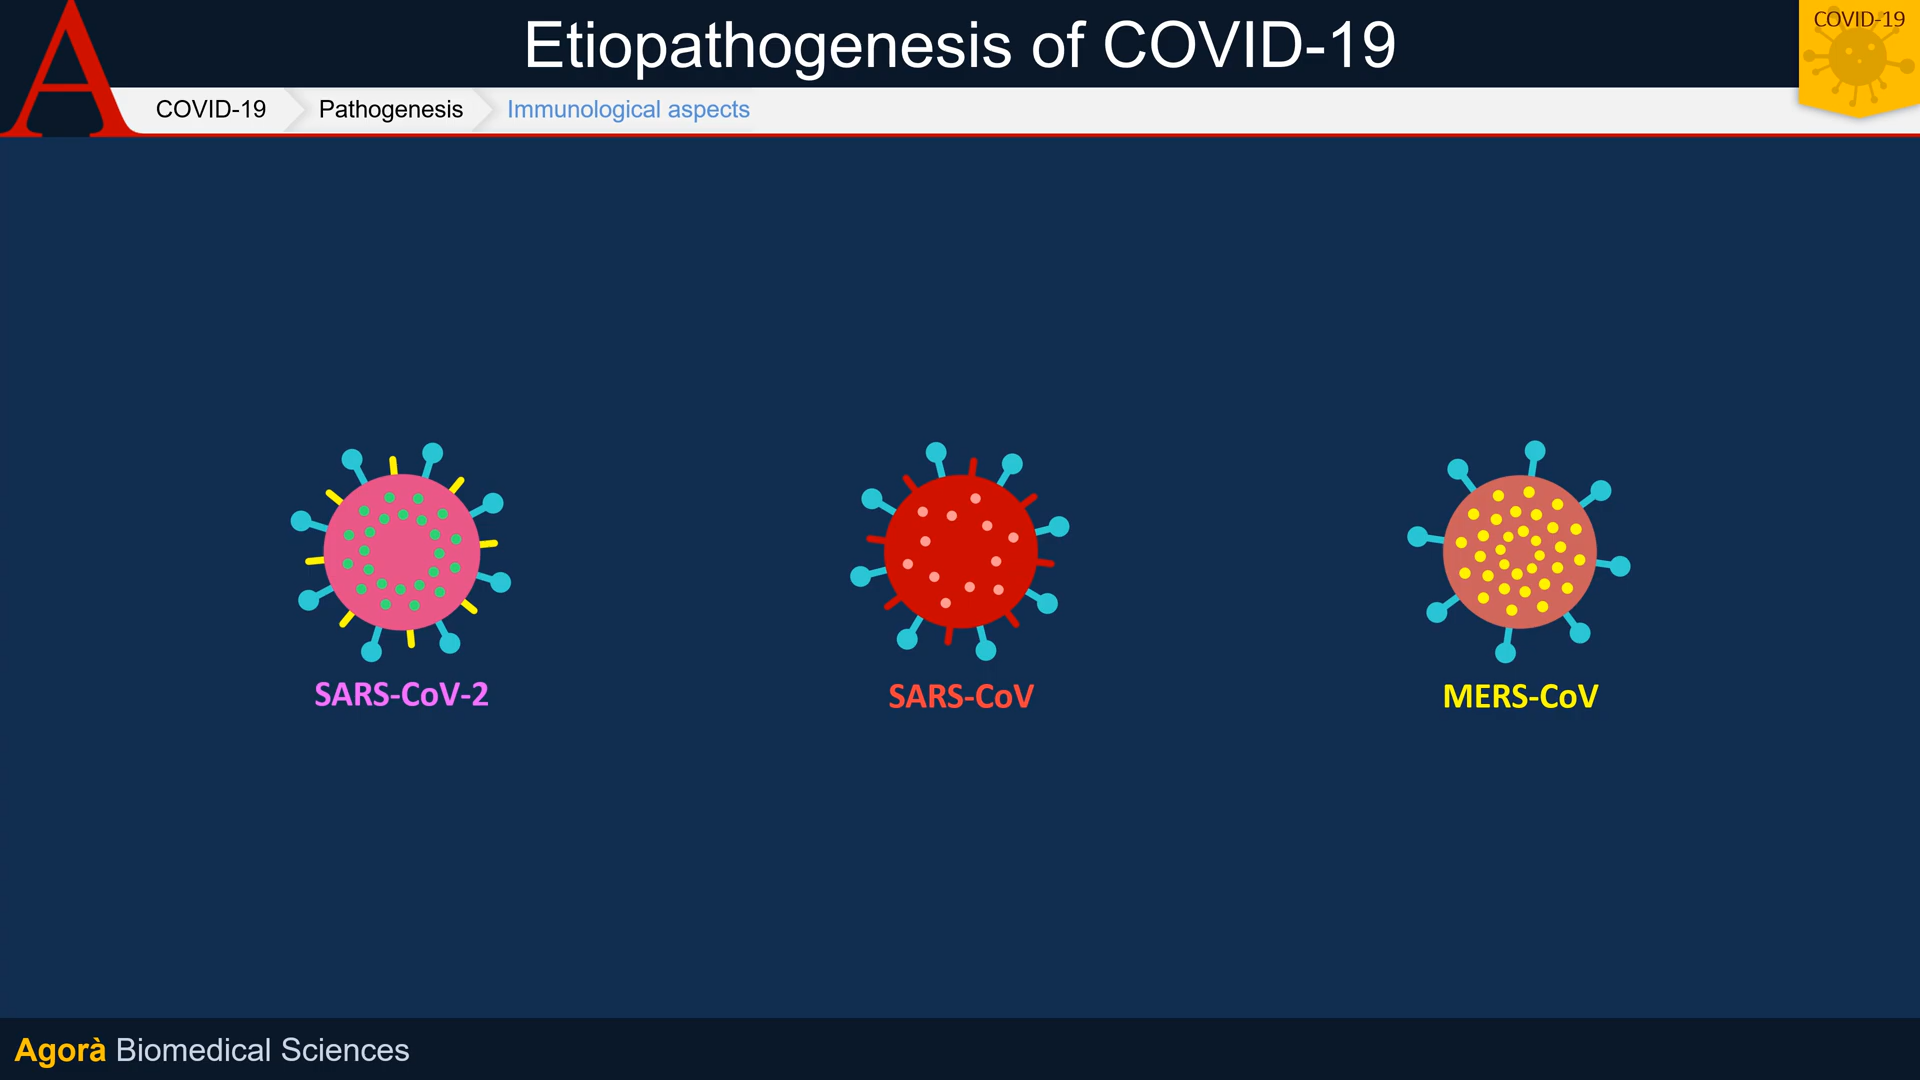 Etiopathogenesis of COVID-19
COVID-19
A
COVID-19 Pathogenesis Immunological aspects
SARS-CoV-2
SARS-CoV
MERS-CoV
Agorà Biomedical Sciences